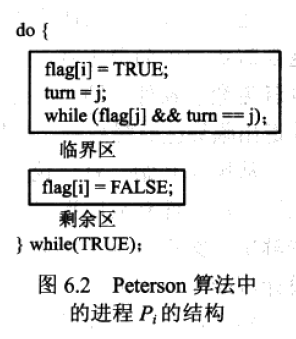 do {
flag[i] = TRUE;
turn = j;
while (flag[j] && turn == j);
临界区
flag[i] = FALSE;
剩余区
} while(TRUE);
图 6.2 Peterson 算法中
的进程 Pi 的结构